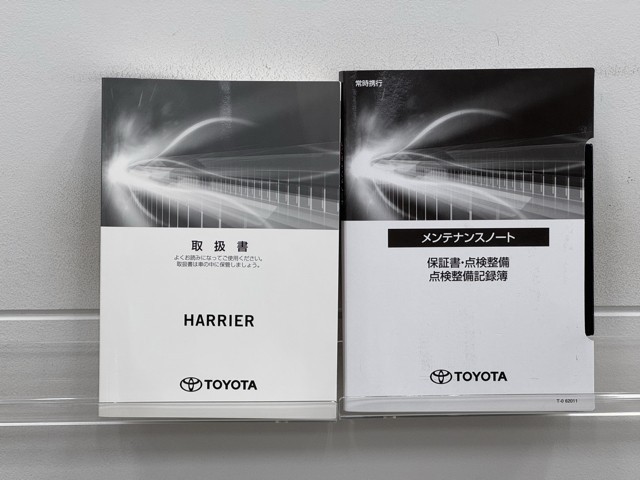 取扱書
よくお読みになってご使用ください。
取扱書は車の中に保管しましょう。
HARRIER
TOYOTA
常時携行
メンテナンスノート
保証書・点検整備
点検整備記録簿
TOYOTA